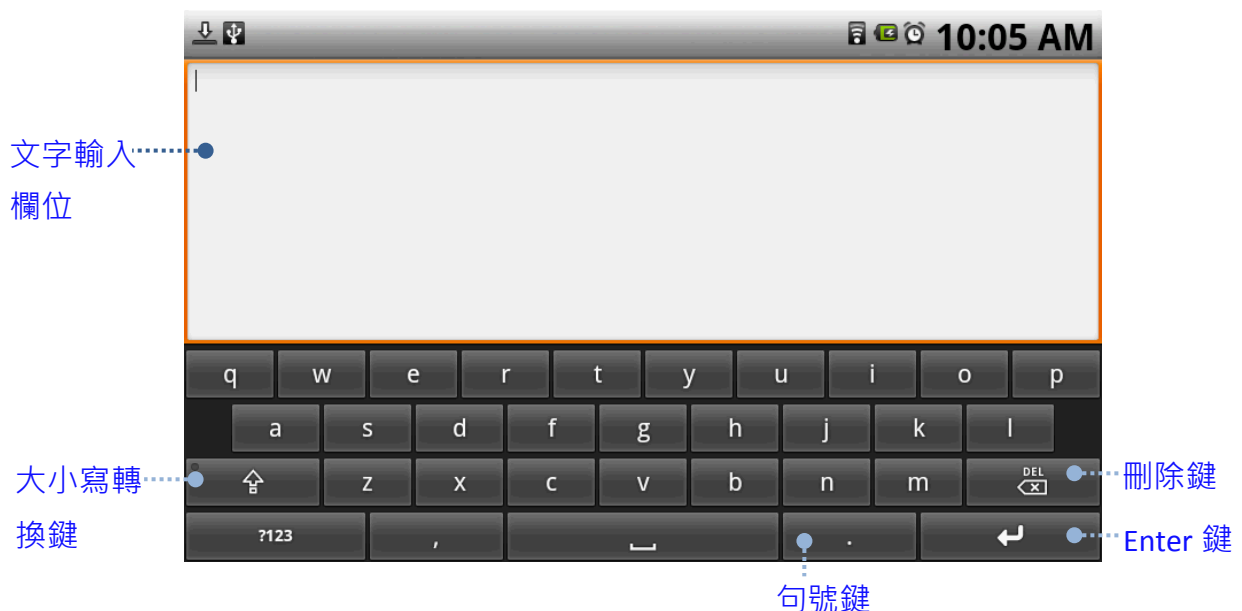 10:05 AM
文字輸入
欄位
q w e r t y u i o p
a s d f g h j k l
大小寫轉
換鍵
z x c v b n m DEL
刪除鍵
?123 , .
Enter 鍵
句號鍵